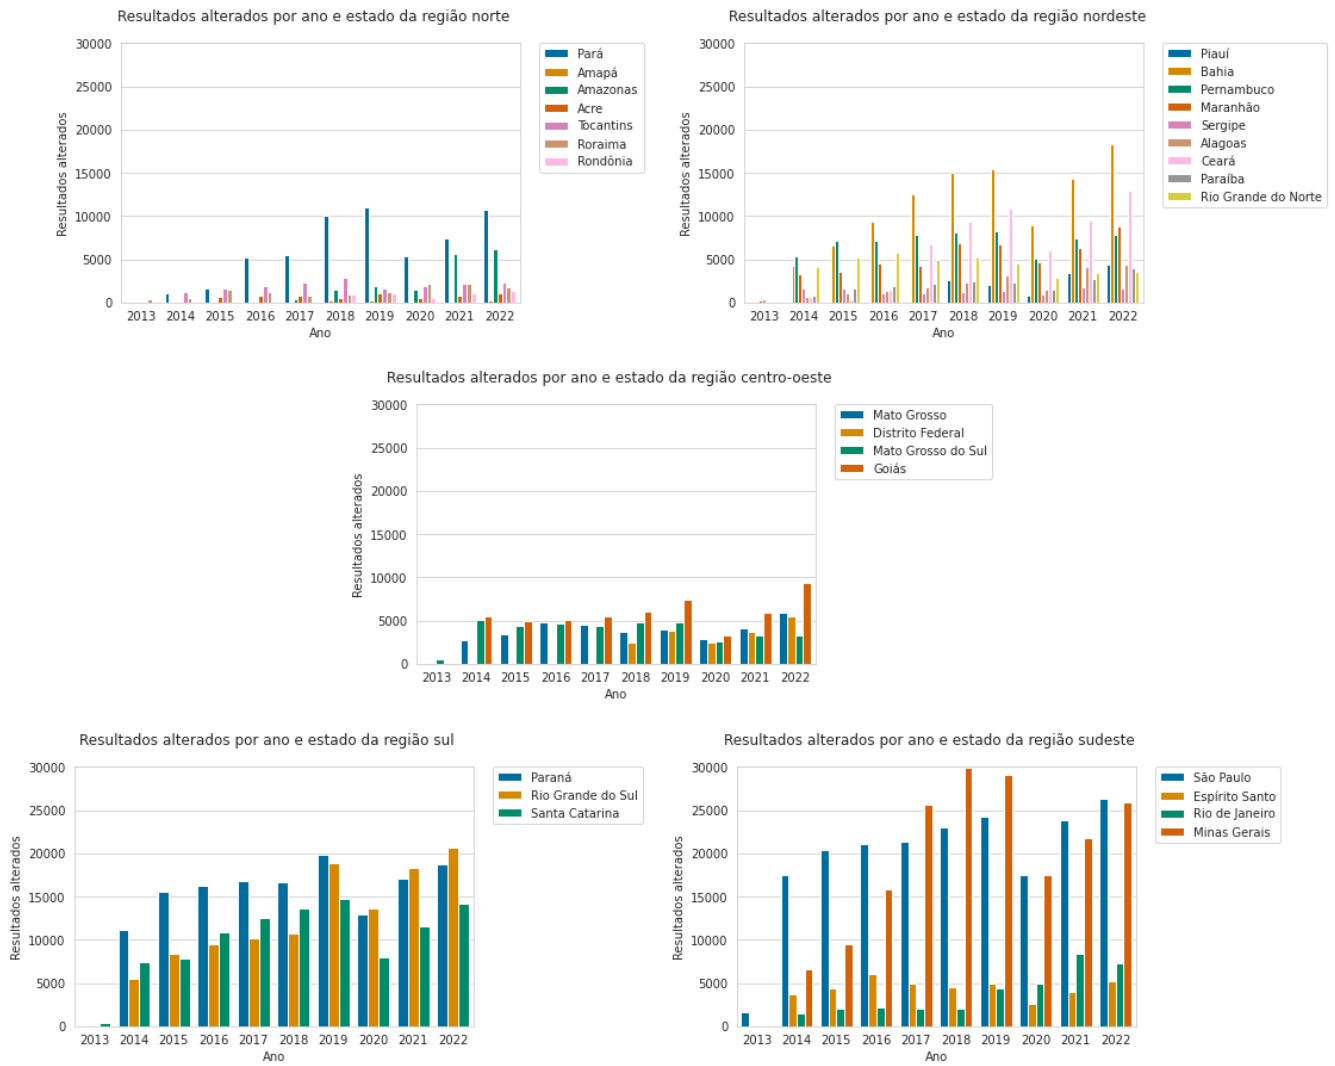 Resultados alterados por ano e estado da região norte
Resultados alterados
30000
25000
20000
15000
10000
5000
0
2013 2014 2015 2016 2017 2018 2019 2020 2021 2022
Ano
Pará
Amapá
Amazonas
Acre
Tocantins
Roraima
Rondônia
Resultados alterados por ano e estado da região nordeste
Resultados alterados
30000
25000
20000
15000
10000
5000
0
2013 2014 2015 2016 2017 2018 2019 2020 2021 2022
Ano
Piauí
Bahia
Pernambuco
Maranhão
Sergipe
Alagoas
Ceará
Paraíba
Rio Grande do Norte
Resultados alterados por ano e estado da região centro-oeste
Resultados alterados
30000
25000
20000
15000
10000
5000
0
2013 2014 2015 2016 2017 2018 2019 2020 2021 2022
Ano
Mato Grosso
Distrito Federal
Mato Grosso do Sul
Goiás
Resultados alterados por ano e estado da região sul
Resultados alterados
30000
25000
20000
15000
10000
5000
0
2013 2014 2015 2016 2017 2018 2019 2020 2021 2022
Ano
Paraná
Rio Grande do Sul
Santa Catarina
Resultados alterados por ano e estado da região sudeste
Resultados alterados
30000
25000
20000
15000
10000
5000
0
2013 2014 2015 2016 2017 2018 2019 2020 2021 2022
Ano
São Paulo
Espírito Santo
Rio de Janeiro
Minas Gerais